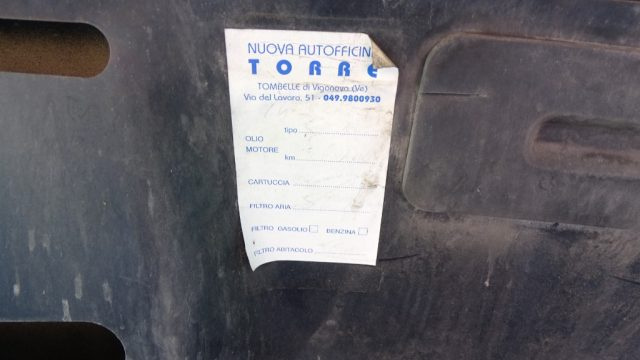 NUOVA AUTOFFICIN
TORRE
TOMBELLE di Vigonovo (Ve)
Via del Lavoro, 51 - 049.9800930
tipo
OLIO
MOTORE
km
CARTUCCIA
FILTRO ARIA
FILTRO GASOLIO BENZINA
FILTRO ABITACOLO